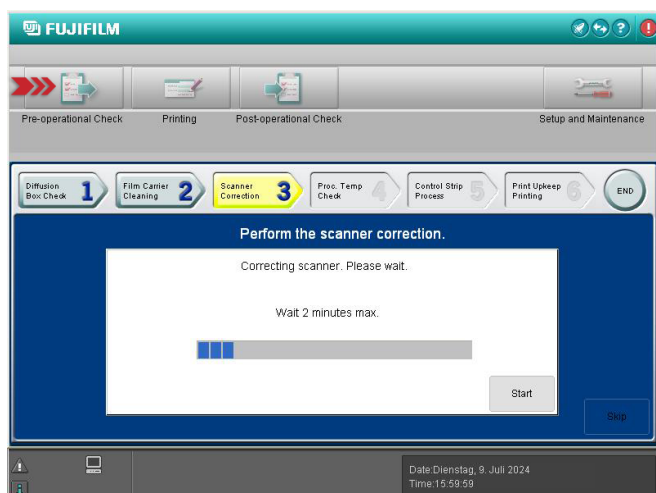 FUJIFILM
Pre-operational Check
Printing
Post-operational Check
Setup and Maintenance
Diffusion
Box Check
1
Film Carrier
Cleaning
2
Scanner
Correction
3
Proc. Temp
Check
4
Control Strip
Process
5
Print Upkeep
Printing
6
END
Perform the scanner correction.
Correcting scanner. Please wait.
Wait 2 minutes max.
Start
Skip
Date:Dienstag, 9. Juli 2024
Time:15:59:59